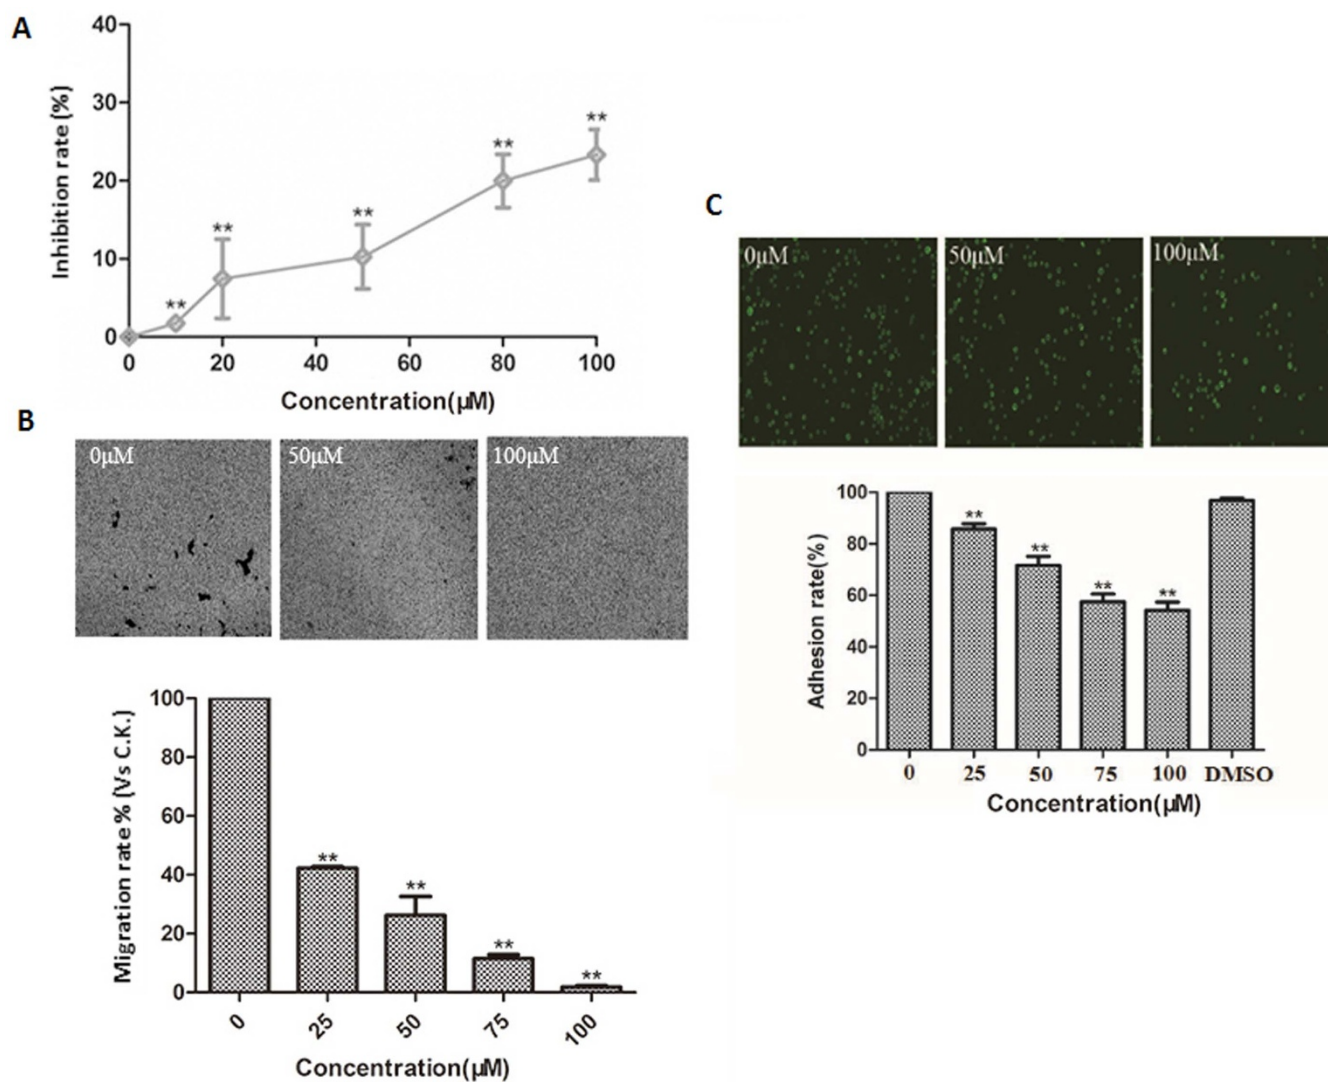 A
40
30
20
10
0
Inhibition rate (%)
**
**
**
**
**
0 20 40 60 80 100
Concentration(µM)
B
0µM 50µM 100µM
100
80
60
40
20
0
Migration rate% (Vs C.K.)
**
**
**
**
0 25 50 75 100
Concentration(µM)
C
0µM 50µM 100µM
100
80
60
40
20
0
Adhesion rate(%)
**
**
**
**
0 25 50 75 100 DMSO
Concentration(µM)